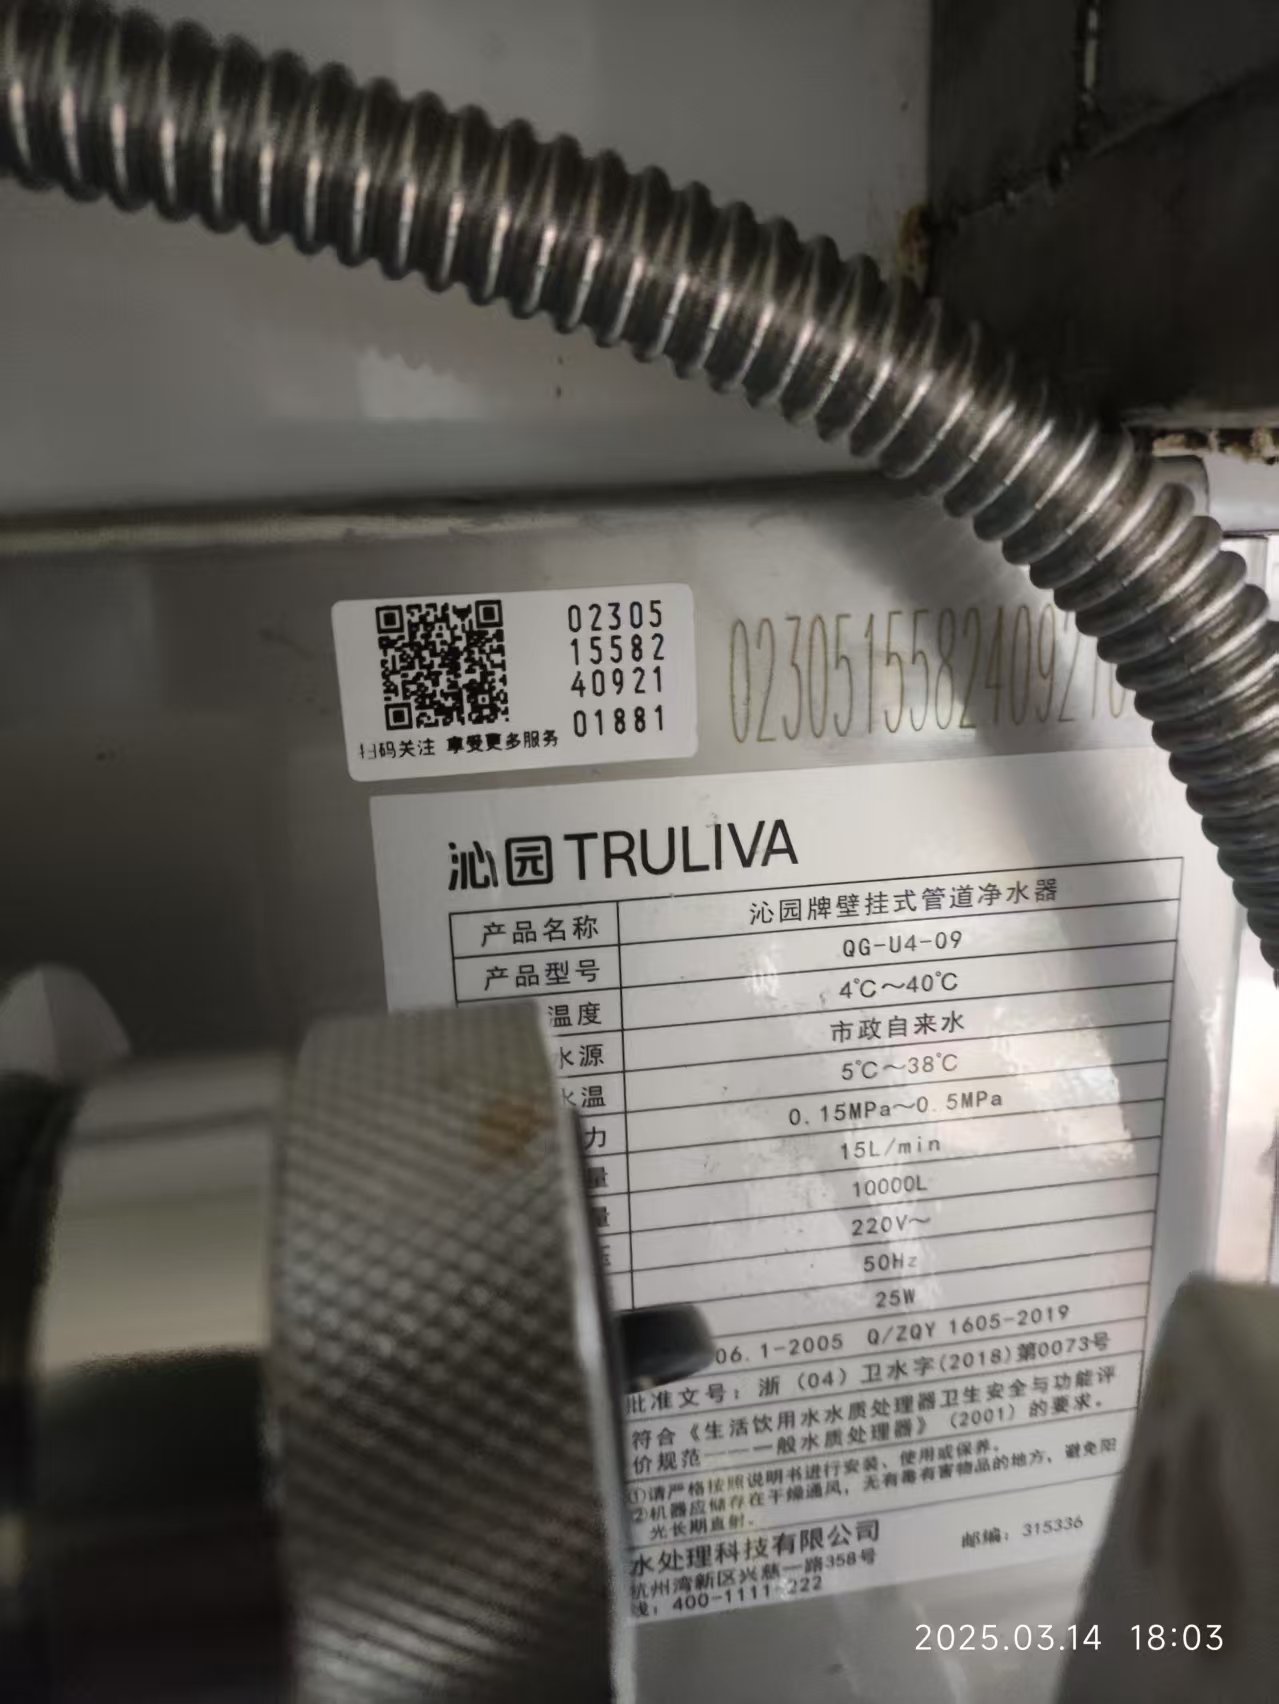 02305
15582
40921
01881
扫码关注 享受更多服务
02305155824092
沁园TRULIVA
产品名称 沁园牌壁挂式管道净水器
产品型号 QG-U4-09
温度 4℃～40℃
水源 市政自来水
水温 5℃～38℃
力 0.15MPa～0.5MPa
量 15L/min
量 10000L
220V～
50Hz
25W
06.1-2005 Q/ZQY 1605-2019
批准文号：浙（04）卫水字(2018)第0073号
符合《生活饮用水水质处理器卫生安全与功能评
价规范——一般水质处理器》（2001）的要求。
①请严格按照说明书进行安装、使用或保养。
②机器应储存在干燥通风，无有毒有害物品的地方，避免阳
光长期直射。
水处理科技有限公司
杭州湾新区兴慈一路358号 邮编：315336
线：400-1111-222
2025.03.14 18:03